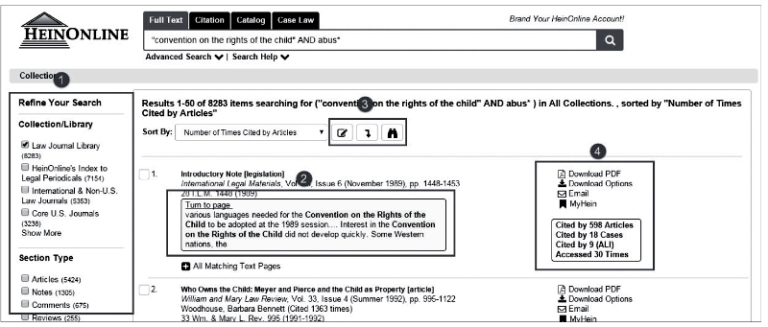 HEINONLINE
Full Text Citation Catalog Case Law
Brand Your HeinOnline Account!
"convention on the rights of the child" AND abus*
Advanced Search | Search Help
Collection
1
Refine Your Search
Collection/Library
Law Journal Library
(8283)
HeinOnline's Index to
Legal Periodicals (7154)
International & Non-U.S.
Law Journals (5353)
Core U.S. Journals
(3238)
Show More
Section Type
Articles (5424)
Notes (1305)
Comments (675)
Reviews (255)
Results 1-50 of 8283 items searching for ("convention on the rights of the child" AND abus* ) in All Collections. , sorted by "Number of Times
Cited by Articles"
3
Sort By: Number of Times Cited by Articles
4
1. Introductory Note [legislation]
International Legal Materials, Vol. Issue 6 (November 1989), pp. 1448-1453
28 I.L.M. 1448 (1989)
2
Turn to page
various languages needed for the Convention on the Rights of the
Child to be adopted at the 1989 session.... Interest in the Convention
on the Rights of the Child did not develop quickly. Some Western
nations, the
All Matching Text Pages
Download PDF
Download Options
Email
MyHein
Cited by 598 Articles
Cited by 18 Cases
Cited by 9 (ALI)
Accessed 30 Times
2. Who Owns the Child: Meyer and Pierce and the Child as Property [article]
William and Mary Law Review, Vol. 33, Issue 4 (Summer 1992), pp. 995-1122
Woodhouse, Barbara Bennett (Cited 1363 times)
33 Wm. & Mary L. Rev. 995 (1991-1992)
Download PDF
Download Options
Email
MyHein